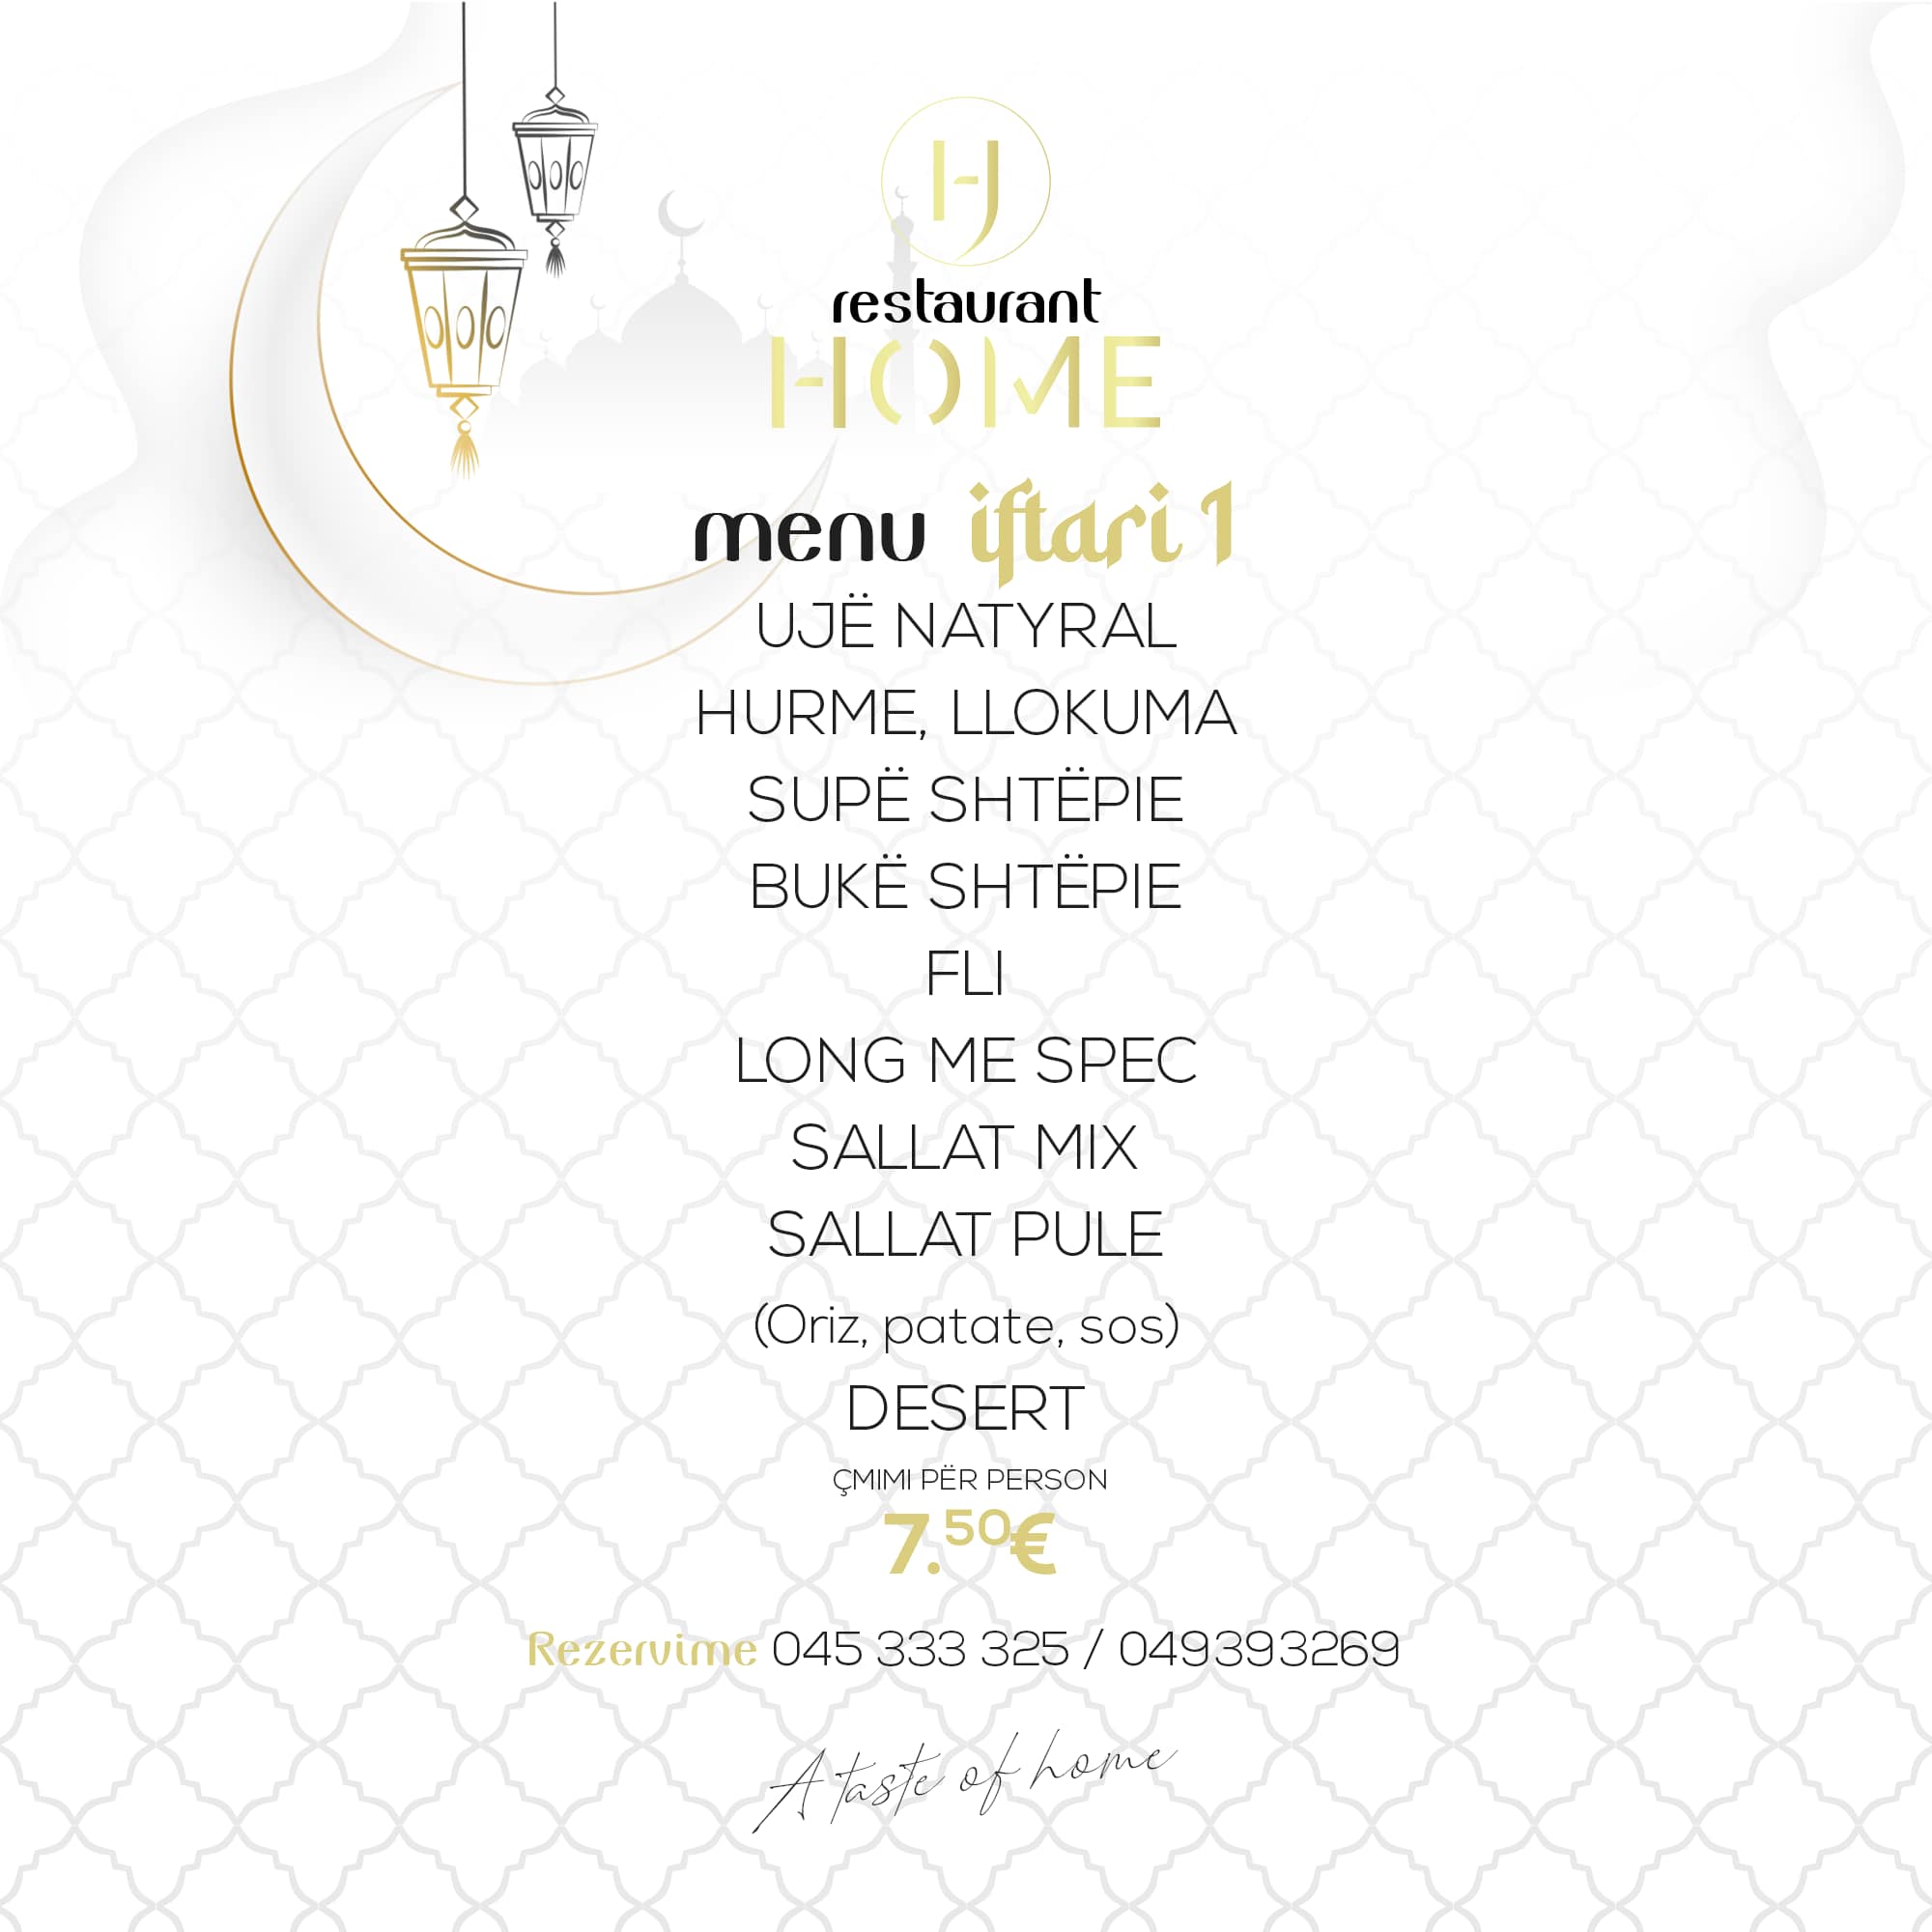 restaurant
HOME
menu iftari 1
UJË NATYRAL
HURME, LLOKUMA
SUPË SHTËPIE
BUKË SHTËPIE
FLI
LONG ME SPEC
SALLAT MIX
SALLAT PULE
(Oriz, patate, sos)
DESERT
ÇMIMI PËR PERSON
7.50€
Rezervime 045 333 325 / 049393269
A taste of home